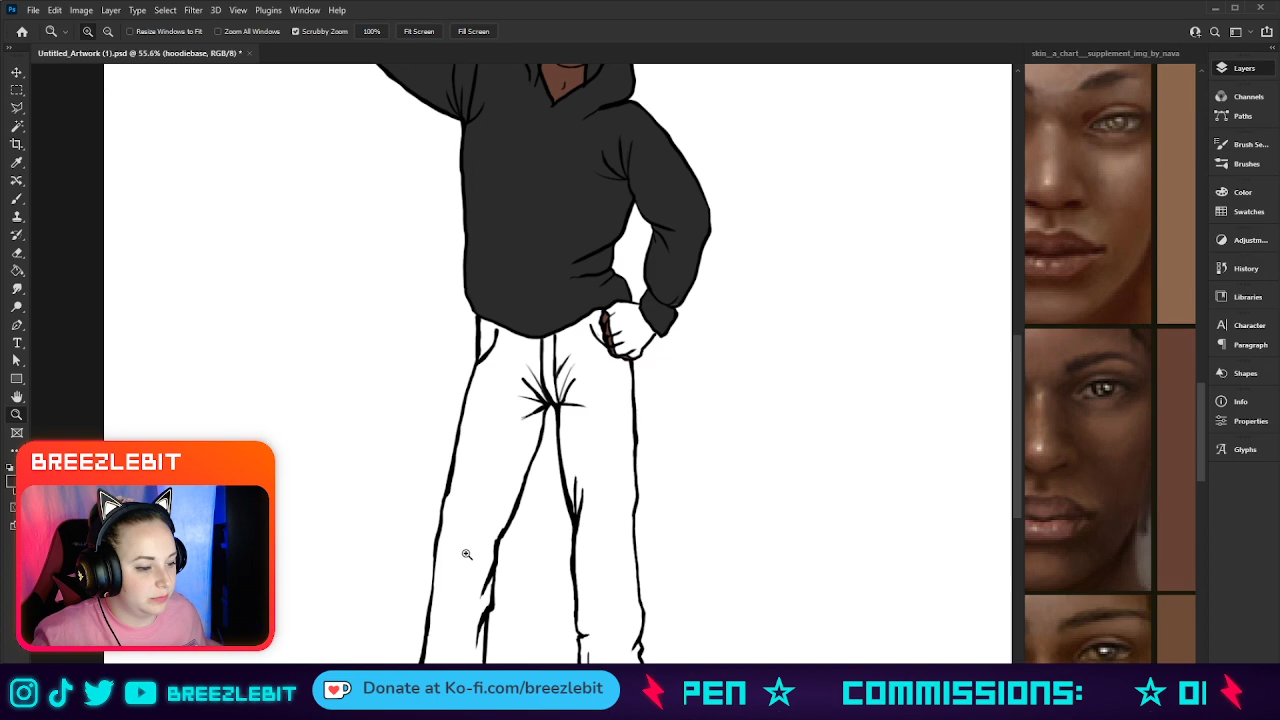 Ps File Edit Image Layer Type Select Filter 3D View Plugins Window Help
Resize Windows to Fit Zoom All Windows Scrubby Zoom 100% Fit Screen Fill Screen
Untitled_Artwork (1).psd @ 55.6% (hoodiebase, RGB/8) *
skin__a_chart__supplement_img_by_nava
Layers
Channels
Paths
Brush Se...
Brushes
Color
Swatches
Adjustm...
History
Libraries
Character
Paragraph
Shapes
Info
Properties
Glyphs
BREEZLEBIT
BREEZLEBIT
Donate at Ko-fi.com/breezlebit
PEN
COMMISSIONS: